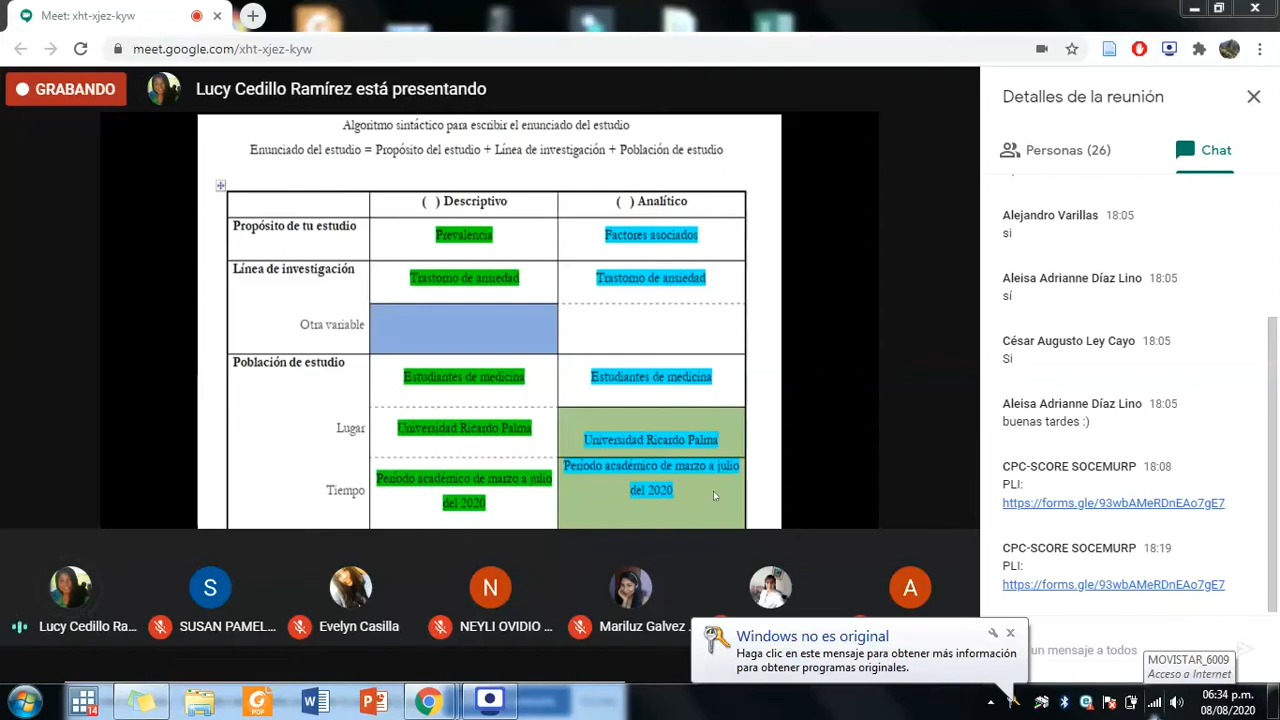 Meet: xht-xjez-kyw
meet.google.com/xht-xjez-kyw
GRABANDO
Lucy Cedillo Ramírez está presentando
Algoritmo sintáctico para escribir el enunciado del estudio
Enunciado del estudio = Propósito del estudio + Línea de investigación + Población de estudio
( ) Descriptivo
( ) Analítico
Propósito de tu estudio
Prevalencia
Factores asociados
Línea de investigación
Trastorno de ansiedad
Trastorno de ansiedad
Otra variable
Población de estudio
Estudiantes de medicina
Estudiantes de medicina
Lugar
Universidad Ricardo Palma
Universidad Ricardo Palma
Tiempo
Periodo académico de marzo a julio
del 2020
Periodo académico de marzo a julio
del 2020
S
N
A
Lucy Cedillo Ra...
SUSAN PAMEL...
Evelyn Casilla
NEYLI OVIDIO ...
Mariluz Galvez
Detalles de la reunión
Personas (26)
Chat
Alejandro Varillas 18:05
si
Aleisa Adrianne Díaz Lino 18:05
sí
César Augusto Ley Cayo 18:05
Si
Aleisa Adrianne Díaz Lino 18:05
buenas tardes :)
CPC-SCORE SOCEMURP 18:08
PLI:
https://forms.gle/93wbAMeRDnEAo7gE7
CPC-SCORE SOCEMURP 18:19
PLI:
https://forms.gle/93wbAMeRDnEAo7gE7
un mensaje a todos
Windows no es original
Haga clic en este mensaje para obtener más información
para obtener programas originales.
MOVISTAR_6009
Acceso a Internet
14
PDF
06:34 p.m.
08/08/2020